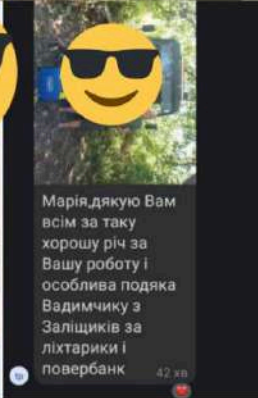 Марія,дякую Вам
всім за таку
хорошу річ за
Вашу роботу і
особлива подяка
Вадимчику з
Заліщиків за
ліхтарики і
повербанк
42 хв